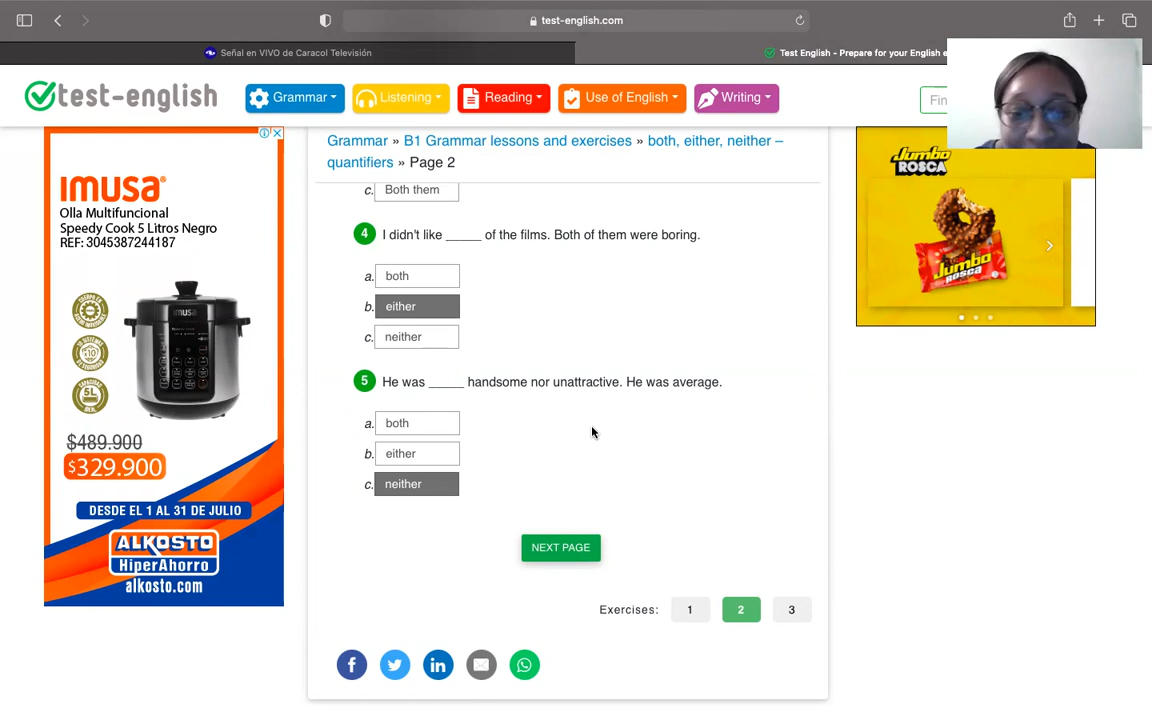 test-english.com
Señal en VIVO de Caracol Televisión
Test English - Prepare for your English e
test-english
Grammar
Listening
Reading
Use of English
Writing
Fin
Grammar » B1 Grammar lessons and exercises » both, either, neither –
quantifiers » Page 2
c. Both them
4 I didn't like _____ of the films. Both of them were boring.
a. both
b. either
c. neither
5 He was _____ handsome nor unattractive. He was average.
a. both
b. either
c. neither
NEXT PAGE
Exercises: 1 2 3
IMUSA®
Olla Multifuncional
Speedy Cook 5 Litros Negro
REF: 3045387244187
imusa
5L
$489.900
$329.900
DESDE EL 1 AL 31 DE JULIO
ALKOSTO
HiperAhorro
alkosto.com
Jumbo
ROSCA
Jumbo
ROSCA